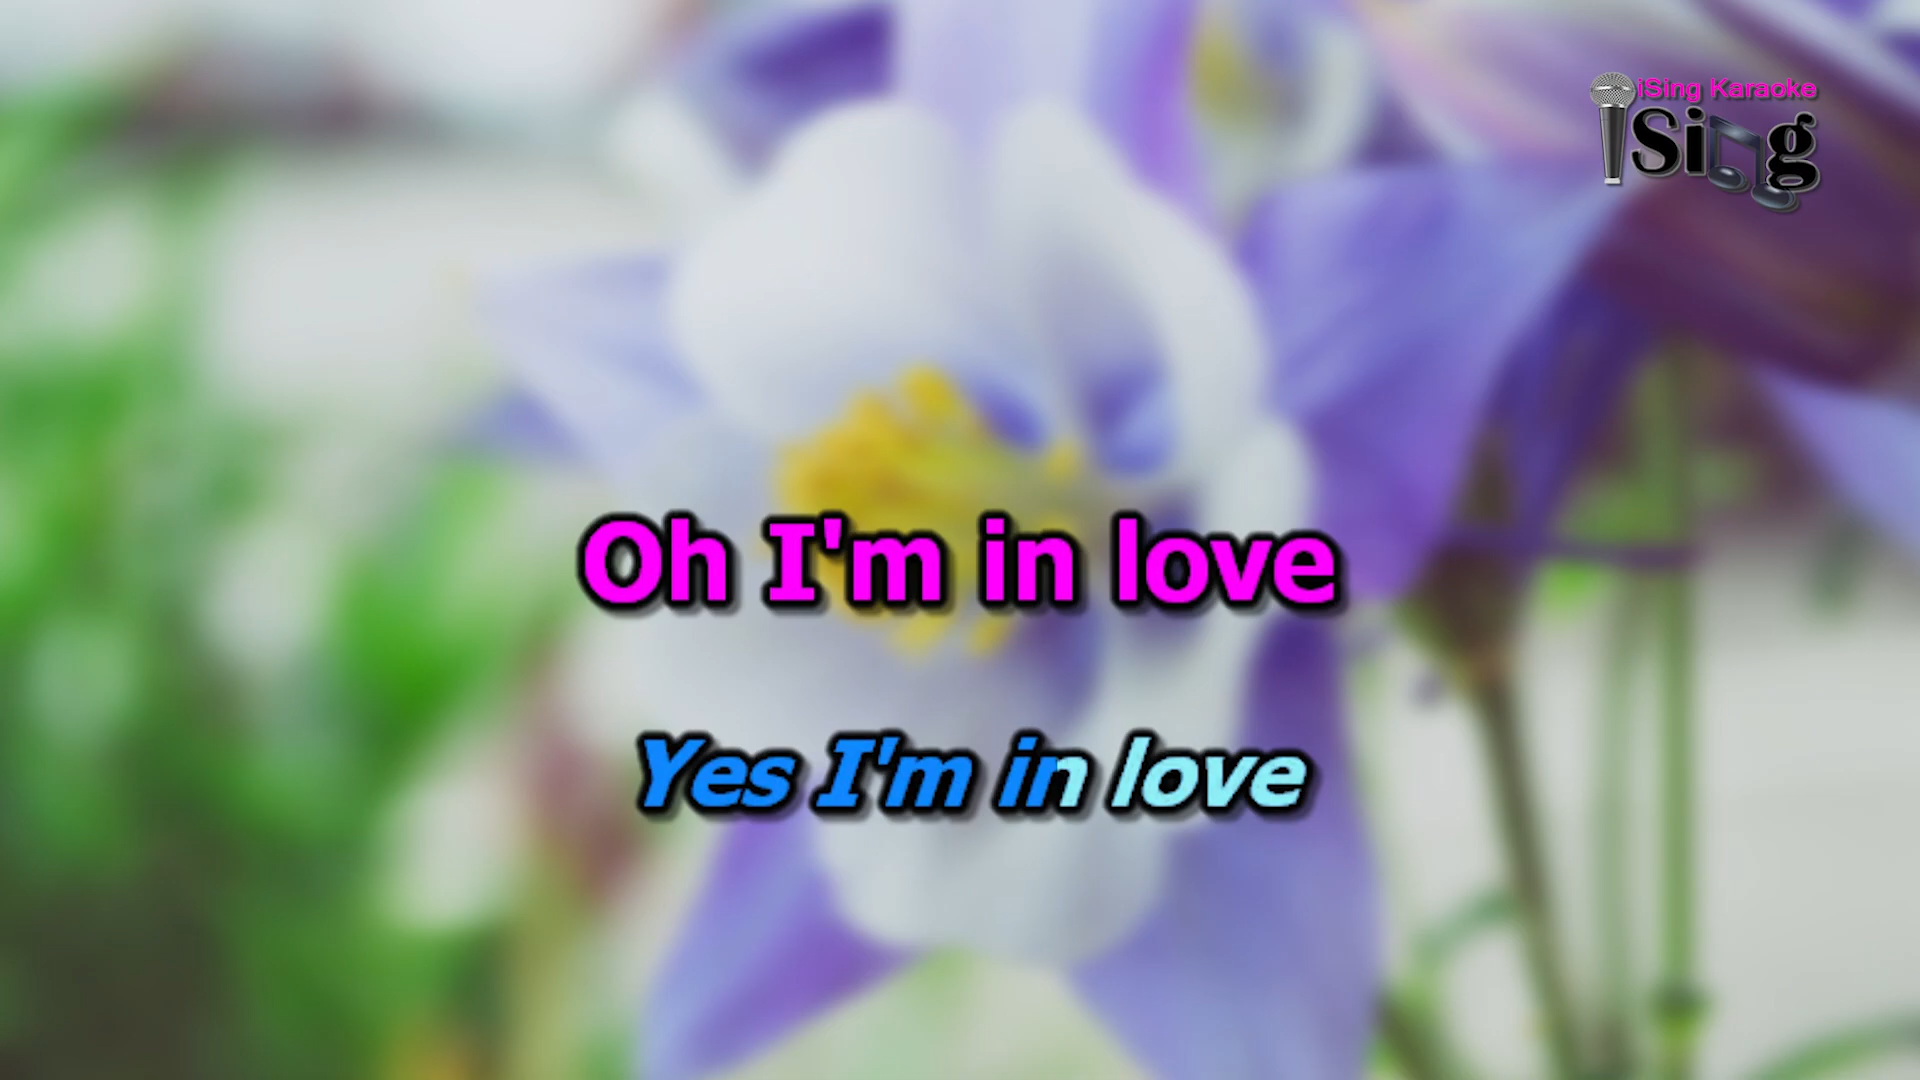 iSing Karaoke
iSing
Oh I'm in love
Yes I'm in love